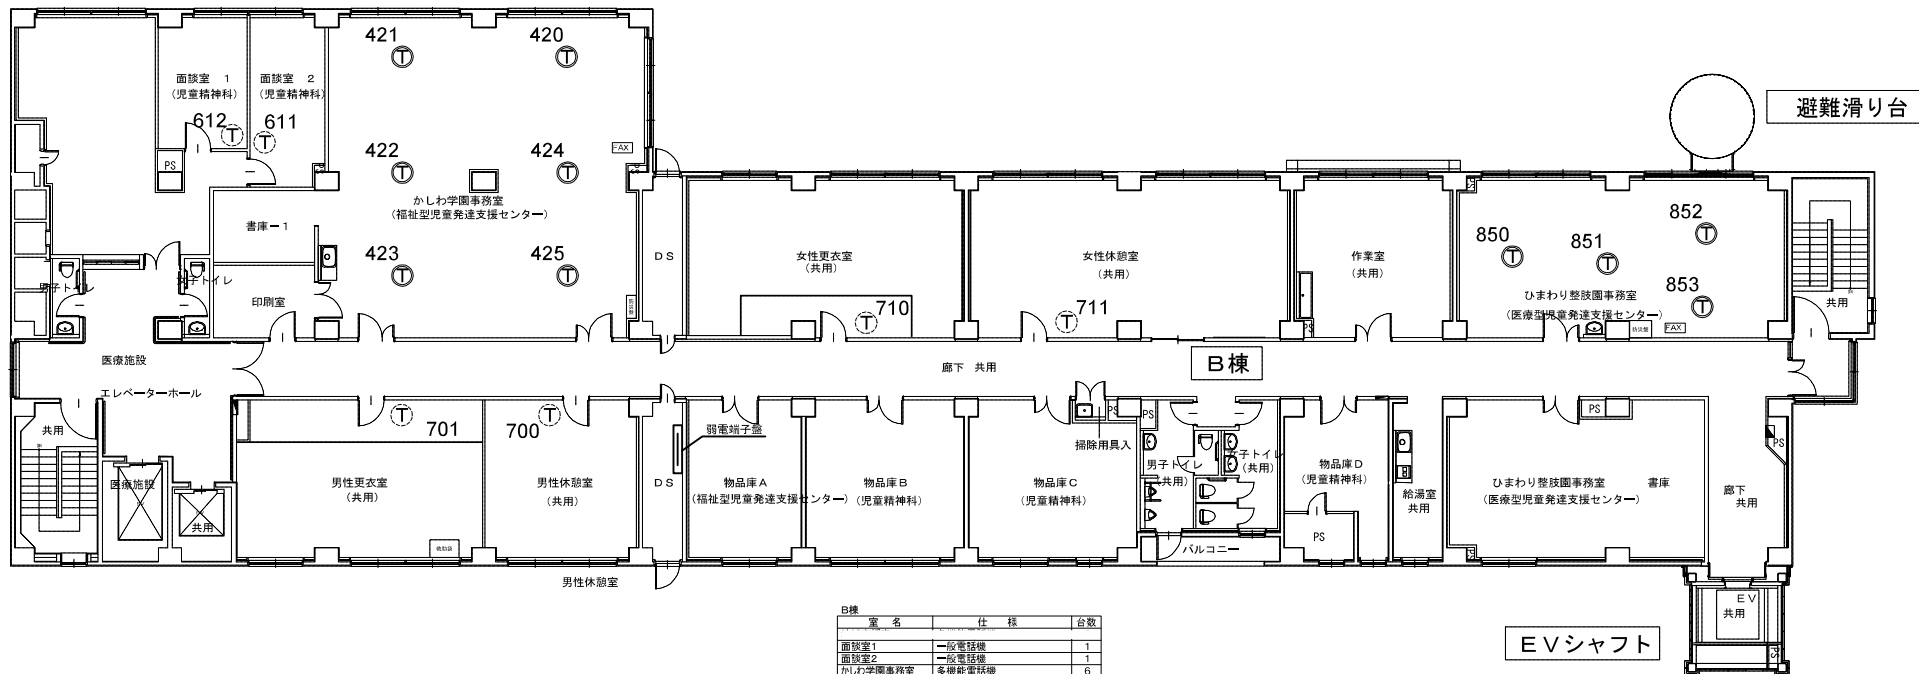 421
420
面談室 1
(児童精神科)
612
T
面談室 2
(児童精神科)
611
T
T
T
PS
422
T
424
T
FAX
かしわ学園事務室
(福祉型児童発達支援センター)
書庫ー1
423
T
425
T
印刷室
男子トイレ
女子トイレ
DS
女性更衣室
(共用)
710
T
女性休憩室
(共用)
711
T
作業室
(共用)
PS
850
T
851
T
852
T
853
T
ひまわり整肢園事務室
(医療型児童発達支援センター)
FAX
共用
避難滑り台
医療施設
エレベーターホール
廊下 共用
B棟
共用
医療施設
共用
T
701
男性更衣室
(共用)
救助袋
700
T
男性休憩室
(共用)
男性休憩室
DS
弱電端子盤
物品庫A
(福祉型児童発達支援センター)
物品庫B
(児童精神科)
物品庫C
(児童精神科)
PS
PS
掃除用具入
男子トイレ
(共用)
女子トイレ
(共用)
バルコニー
物品庫D
(児童精神科)
PS
給湯室
共用
PS
ひまわり整肢園事務室
(医療型児童発達支援センター)
書庫
PS
廊下
共用
EV
共用
PS
EVシャフト
B棟
室 名 仕 様 台数
面談室1 一般電話機 1
面談室2 一般電話機 1
かしわ学園事務室 多機能電話機 6